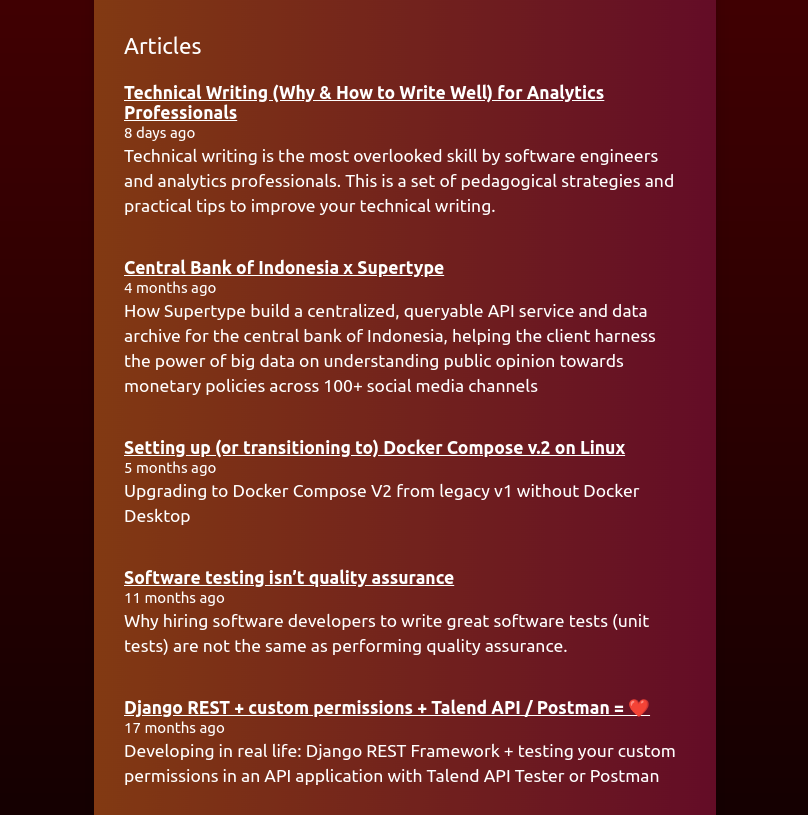 Articles
Technical Writing (Why & How to Write Well) for Analytics
Professionals
8 days ago
Technical writing is the most overlooked skill by software engineers
and analytics professionals. This is a set of pedagogical strategies and
practical tips to improve your technical writing.
Central Bank of Indonesia x Supertype
4 months ago
How Supertype build a centralized, queryable API service and data
archive for the central bank of Indonesia, helping the client harness
the power of big data on understanding public opinion towards
monetary policies across 100+ social media channels
Setting up (or transitioning to) Docker Compose v.2 on Linux
5 months ago
Upgrading to Docker Compose V2 from legacy v1 without Docker
Desktop
Software testing isn’t quality assurance
11 months ago
Why hiring software developers to write great software tests (unit
tests) are not the same as performing quality assurance.
Django REST + custom permissions + Talend API / Postman = ❤️
17 months ago
Developing in real life: Django REST Framework + testing your custom
permissions in an API application with Talend API Tester or Postman